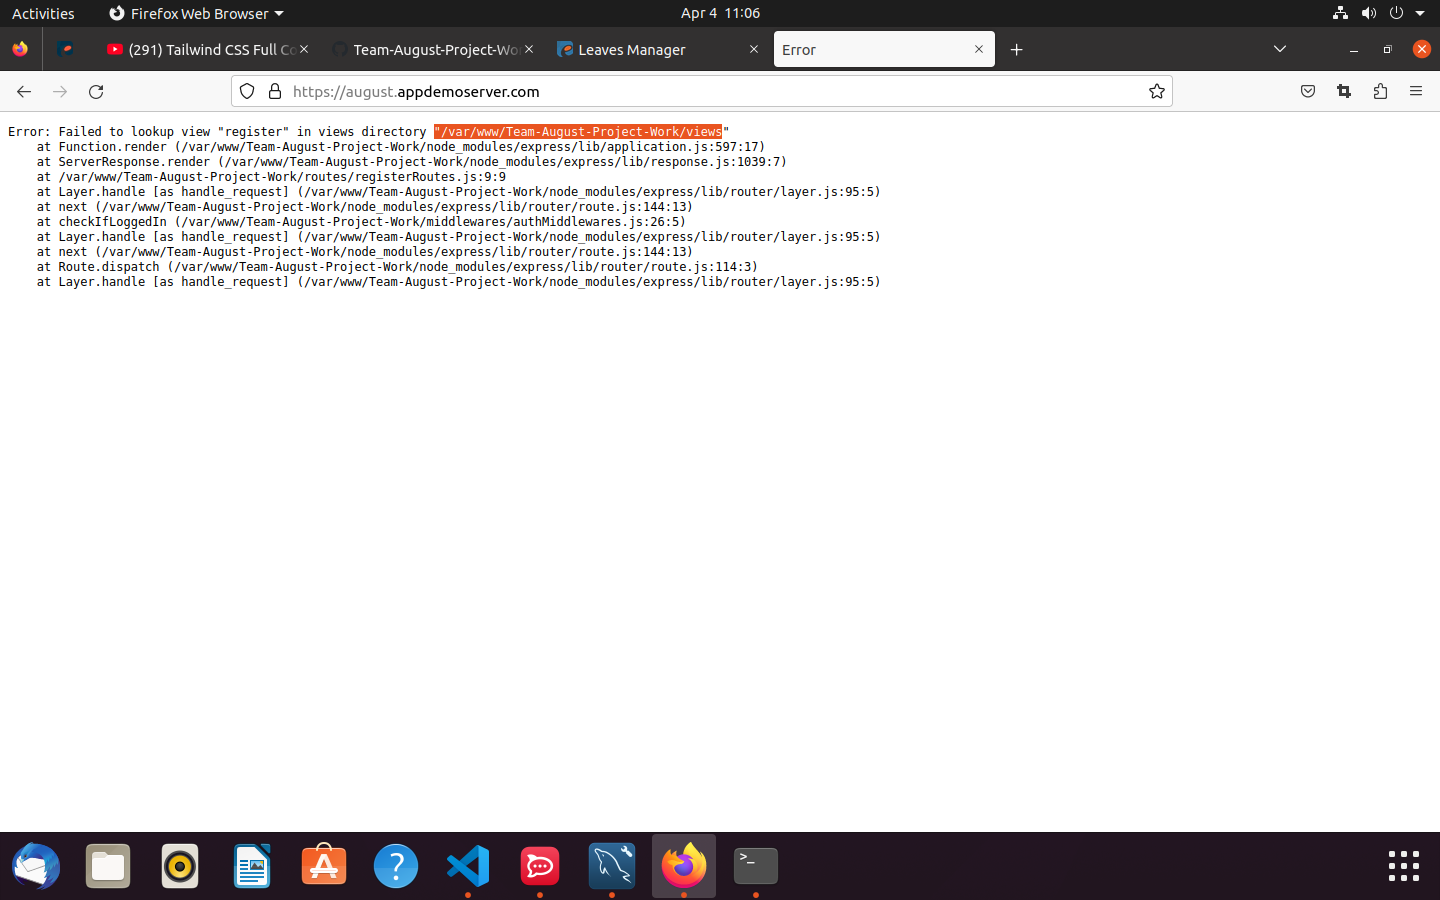 Activities
Firefox Web Browser
Apr 4 11:06
(291) Tailwind CSS Full Co
Team-August-Project-Wo
Leaves Manager
Error
https://august.appdemoserver.com
Error: Failed to lookup view "register" in views directory "/var/www/Team-August-Project-Work/views"
at Function.render (/var/www/Team-August-Project-Work/node_modules/express/lib/application.js:597:17)
at ServerResponse.render (/var/www/Team-August-Project-Work/node_modules/express/lib/response.js:1039:7)
at /var/www/Team-August-Project-Work/routes/registerRoutes.js:9:9
at Layer.handle [as handle_request] (/var/www/Team-August-Project-Work/node_modules/express/lib/router/layer.js:95:5)
at next (/var/www/Team-August-Project-Work/node_modules/express/lib/router/route.js:144:13)
at checkIfLoggedIn (/var/www/Team-August-Project-Work/middlewares/authMiddlewares.js:26:5)
at Layer.handle [as handle_request] (/var/www/Team-August-Project-Work/node_modules/express/lib/router/layer.js:95:5)
at next (/var/www/Team-August-Project-Work/node_modules/express/lib/router/route.js:144:13)
at Route.dispatch (/var/www/Team-August-Project-Work/node_modules/express/lib/router/route.js:114:3)
at Layer.handle [as handle_request] (/var/www/Team-August-Project-Work/node_modules/express/lib/router/layer.js:95:5)